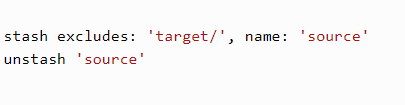 stash excludes: 'target/', name: 'source'
unstash 'source'